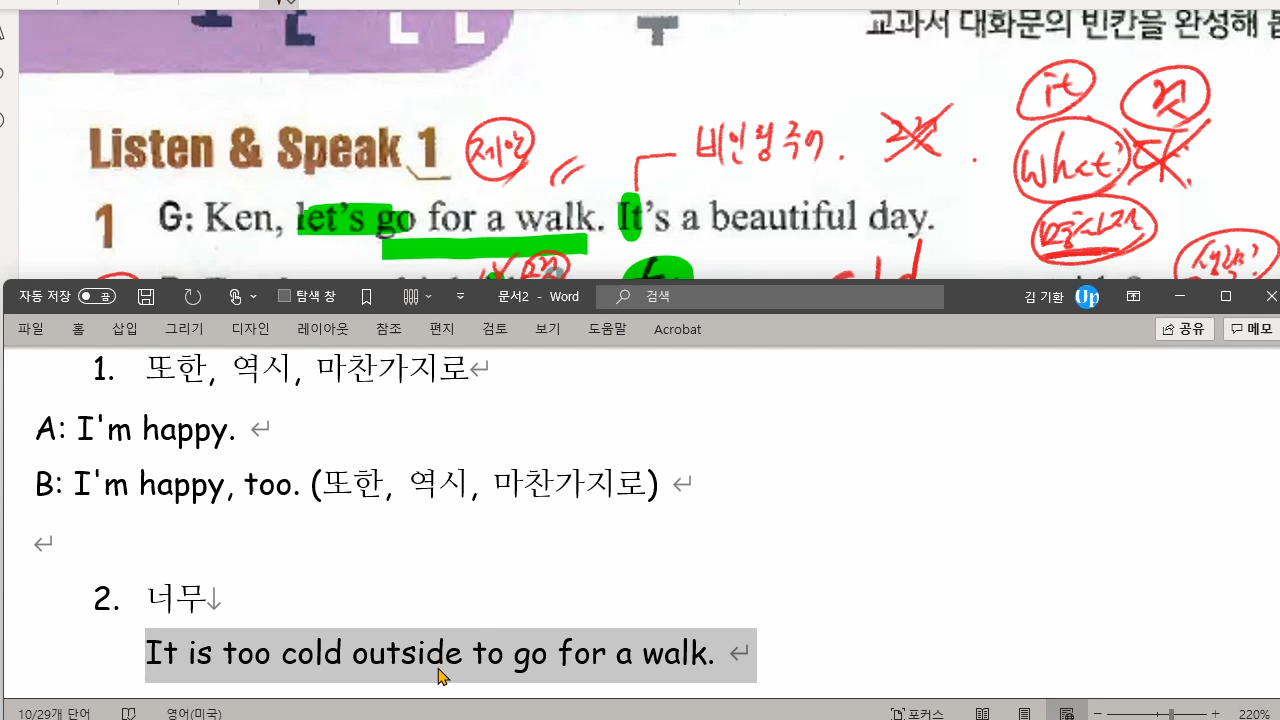 교과서 대화문의 빈칸을 완성해
Listen & Speak 1
제안
비인칭주어.
it
것
What?
명사절
생략?
1 G: Ken, let's go for a walk. It's a beautiful day.
자동 저장 끔 탐색 창 문서2 - Word 검색 김 기환 Up
파일 홈 삽입 그리기 디자인 레이아웃 참조 편지 검토 보기 도움말 Acrobat 공유 메모
1. 또한, 역시, 마찬가지로
A: I'm happy.
B: I'm happy, too. (또한, 역시, 마찬가지로)
2. 너무
It is too cold outside to go for a walk.
10/29개 단어 영어(미국) 포커스 220%